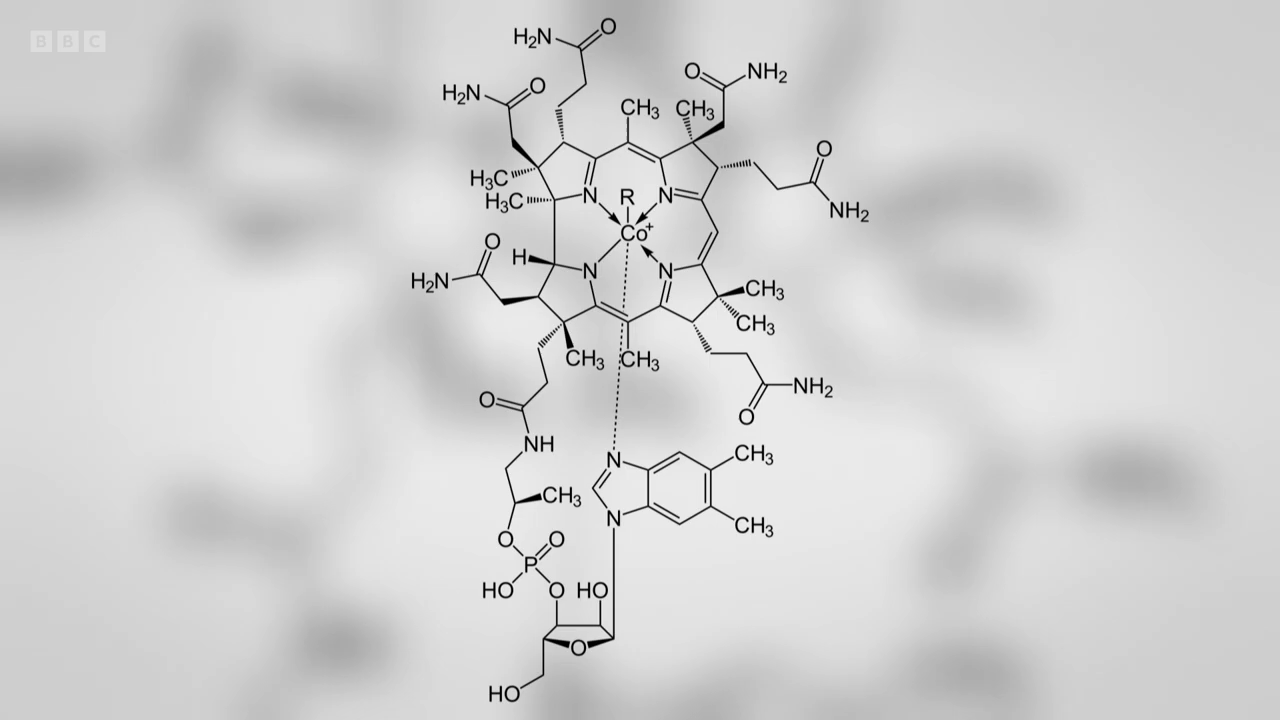 BBC
H₂N O
H₂N O
O NH₂
CH₃ CH₃
O
H₃C
NH₂
H₃C
N R N
Co⁺
O
H N N
H₂N
CH₃
CH₃
CH₃ CH₃
O
NH₂
O
NH
N CH₃
CH₃
N CH₃
O O
P
HO O HO
O
HO